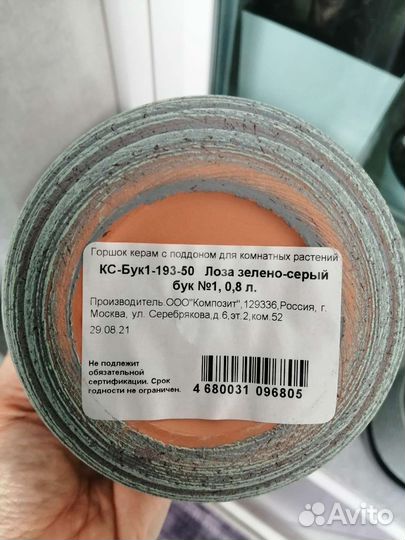 Горшок керам с поддоном для комнатных растений
КС-Бук1-193-50 Лоза зелено-серый
бук №1, 0,8 л.
Производитель.ООО"Композит",129336,Россия, г.
Москва, ул. Серебрякова,д.6,эт.2,ком.52
29.08.21
Не подлежит
обязательной
сертификации. Срок
годности не ограничен.
4 680031 096805
Avito